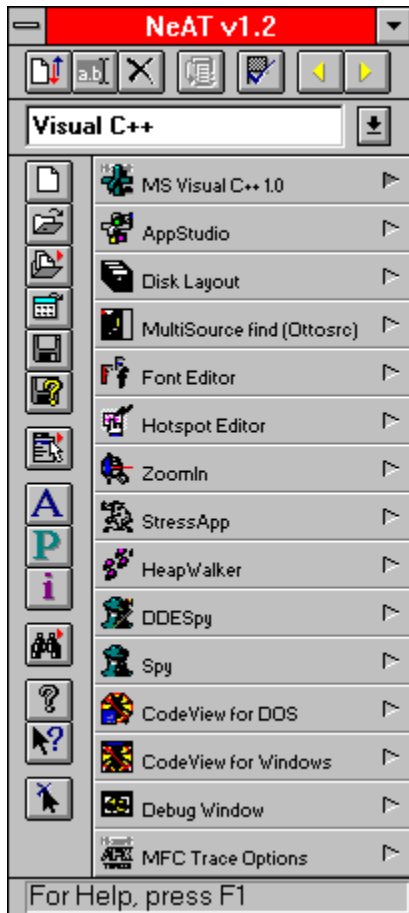 NeAT v1.2
a.b
Visual C++
MS Visual C++ 1.0
AppStudio
Disk Layout
MultiSource find (Ottosrc)
Font Editor
Hotspot Editor
ZoomIn
StressApp
HeapWalker
DDESpy
Spy
CodeView for DOS
CodeView for Windows
Debug Window
MFC Trace Options
A
P
i
?
?
For Help, press F1